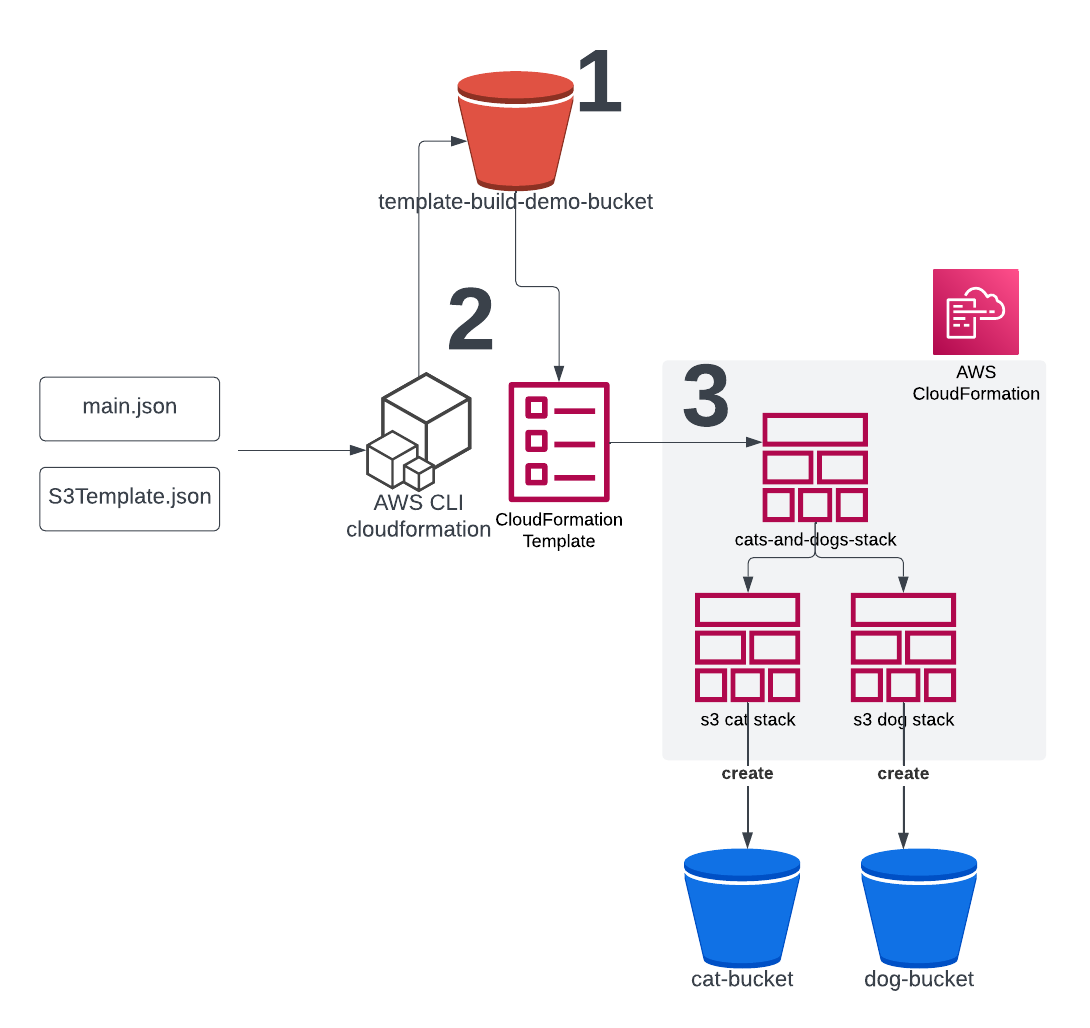 1
template-build-demo-bucket
2
main.json
S3Template.json
AWS CLI
cloudformation
CloudFormation
Template
AWS
CloudFormation
3
cats-and-dogs-stack
s3 cat stack
s3 dog stack
create
create
cat-bucket
dog-bucket